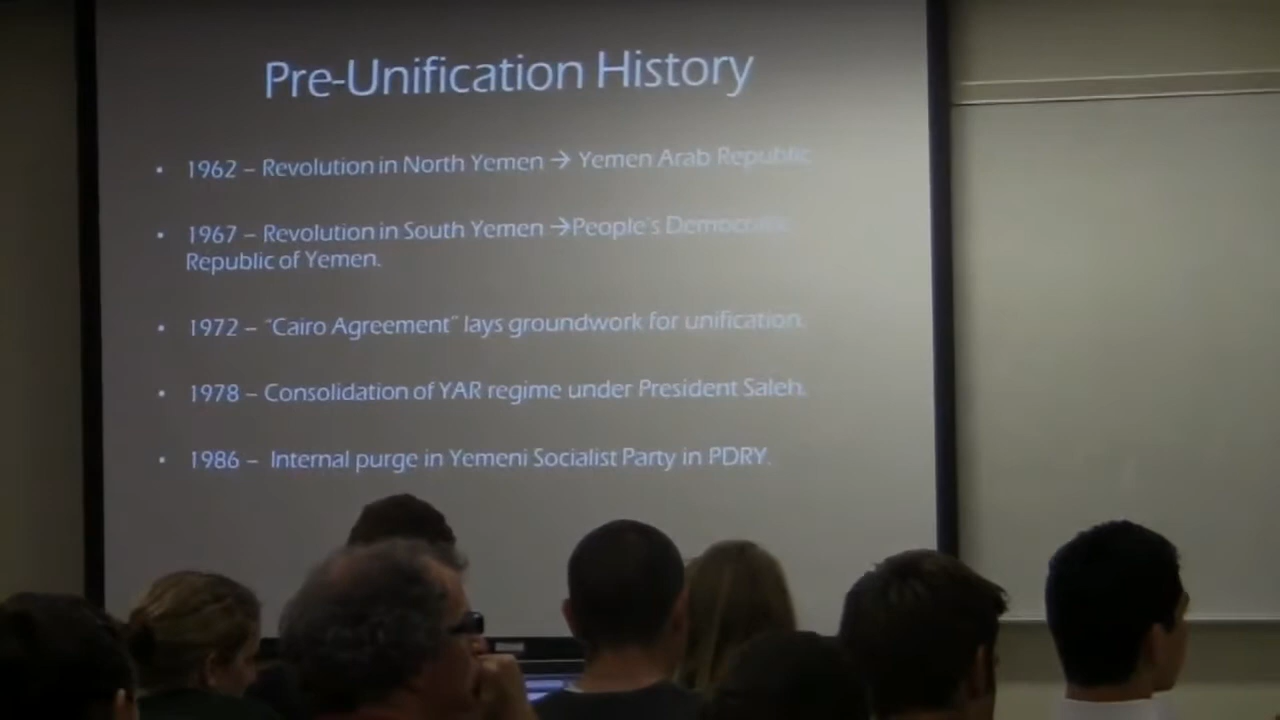 Pre-Unification History
• 1962 – Revolution in North Yemen → Yemen Arab Republic.
• 1967 – Revolution in South Yemen →People's Democratic
Republic of Yemen.
• 1972 – "Cairo Agreement" lays groundwork for unification.
• 1978 – Consolidation of YAR regime under President Saleh.
• 1986 – Internal purge in Yemeni Socialist Party in PDRY.